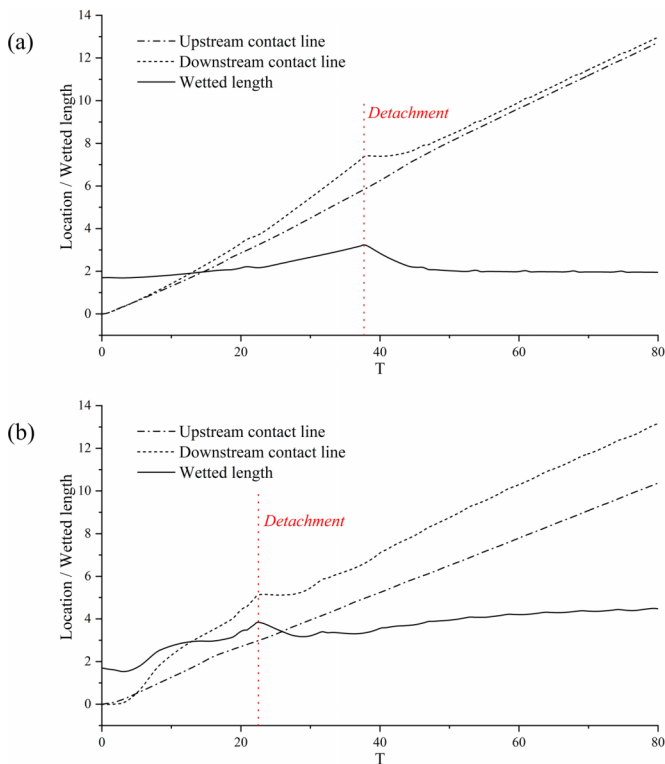 (a)
14
12
10
8
6
4
2
0
Location / Wetted length
Upstream contact line
Downstream contact line
Wetted length
Detachment
0
20
40
60
80
T
(b)
14
12
10
8
6
4
2
0
Location / Wetted length
Upstream contact line
Downstream contact line
Wetted length
Detachment
0
20
40
60
80
T